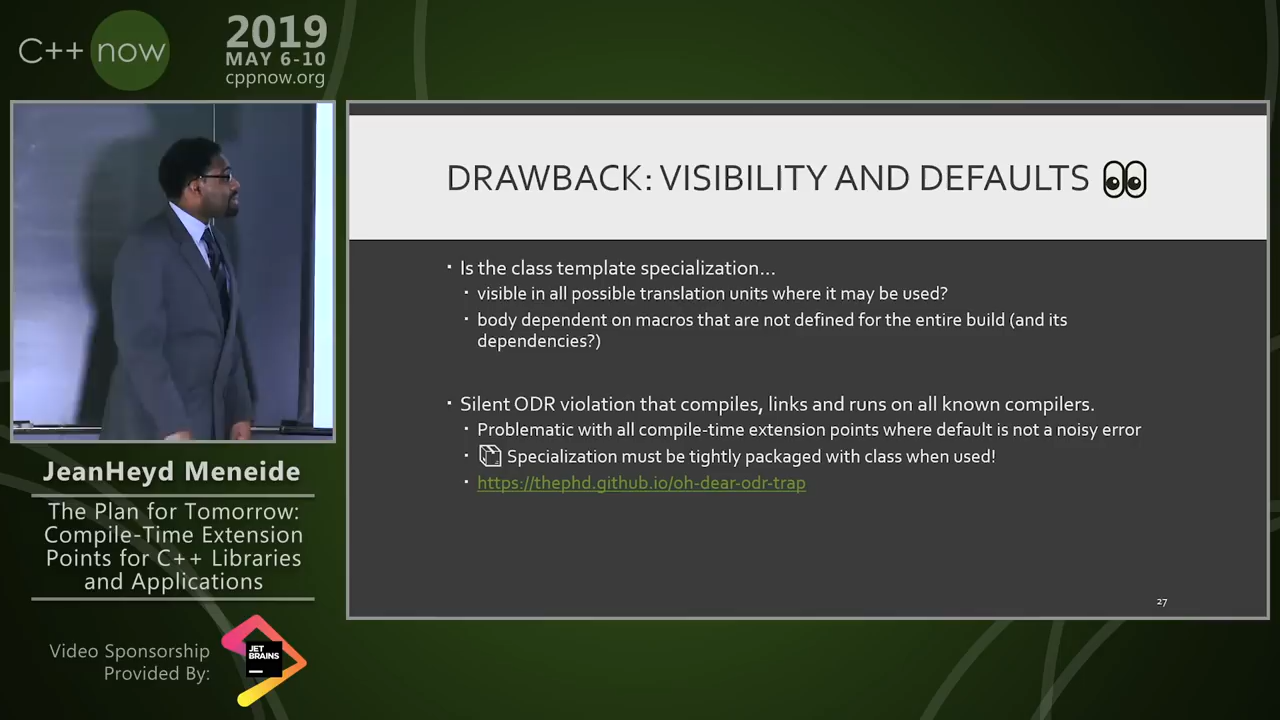 C++ now
2019
MAY 6-10
cppnow.org
DRAWBACK: VISIBILITY AND DEFAULTS
▪ Is the class template specialization...
▪ visible in all possible translation units where it may be used?
▪ body dependent on macros that are not defined for the entire build (and its
dependencies?)
▪ Silent ODR violation that compiles, links and runs on all known compilers.
▪ Problematic with all compile-time extension points where default is not a noisy error
▪ Specialization must be tightly packaged with class when used!
▪ https://thephd.github.io/oh-dear-odr-trap
27
JeanHeyd Meneide
The Plan for Tomorrow:
Compile-Time Extension
Points for C++ Libraries
and Applications
Video Sponsorship
Provided By:
JET
BRAINS